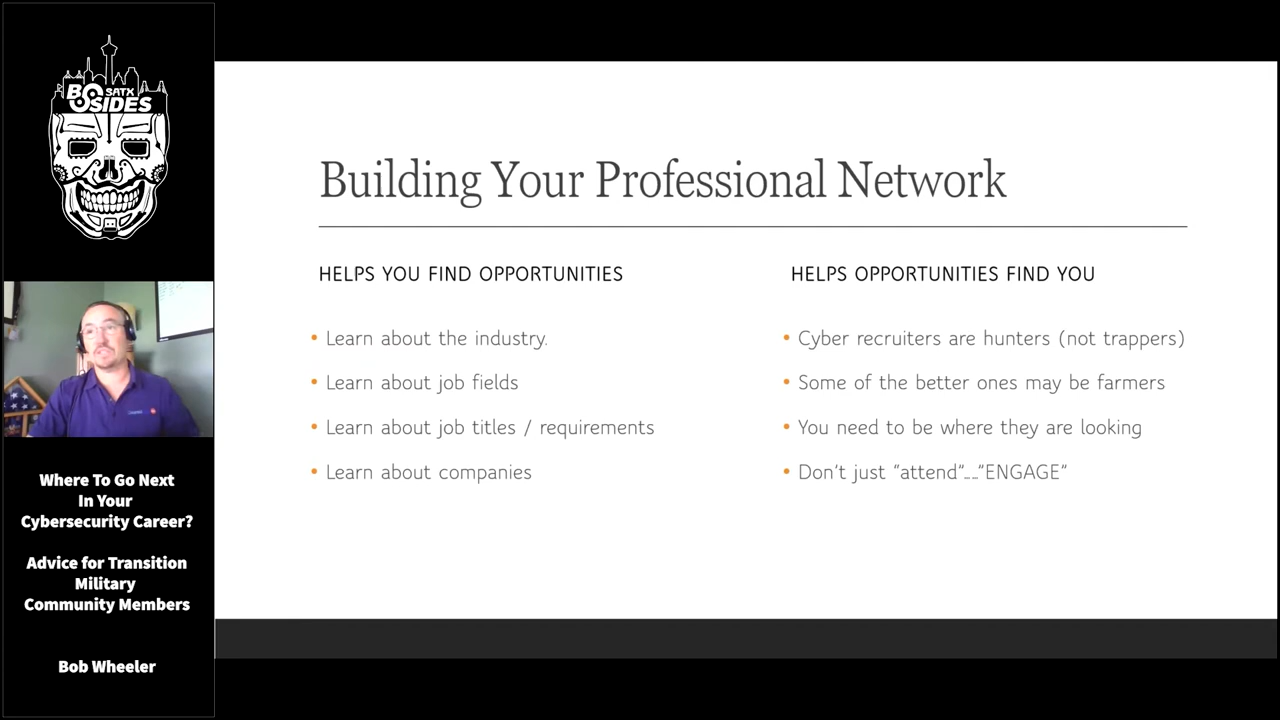 BSIDES
SATX
Where To Go Next
In Your
Cybersecurity Career?
Advice for Transition
Military
Community Members
Bob Wheeler
Building Your Professional Network
HELPS YOU FIND OPPORTUNITIES
• Learn about the industry.
• Learn about job fields
• Learn about job titles / requirements
• Learn about companies
HELPS OPPORTUNITIES FIND YOU
• Cyber recruiters are hunters (not trappers)
• Some of the better ones may be farmers
• You need to be where they are looking
• Don't just "attend"……"ENGAGE"